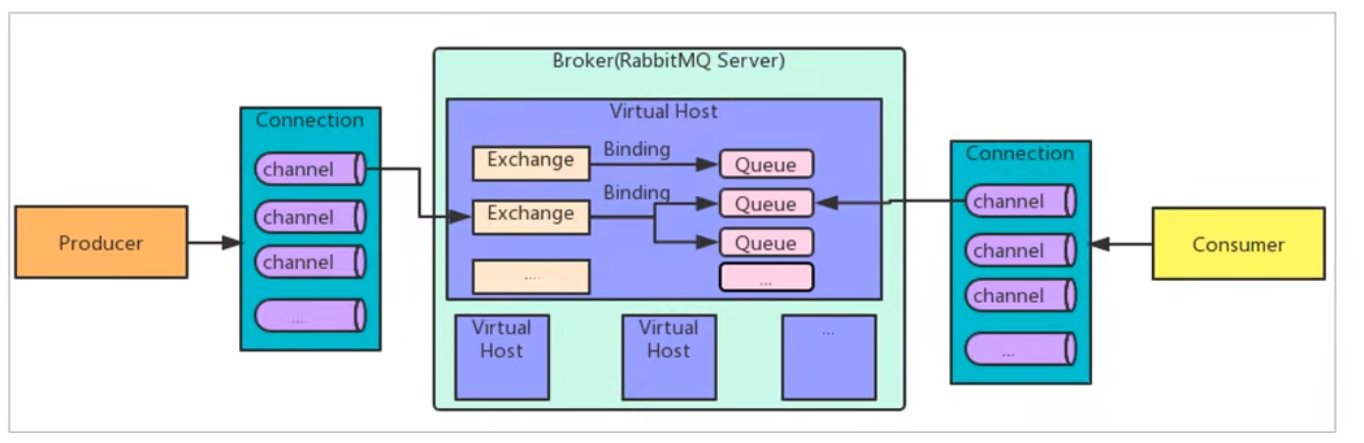 Broker(RabbitMQ Server)
Virtual Host
Connection
channel
channel
channel
...
Producer
Exchange
Binding
Queue
Exchange
Binding
Queue
Queue
....
...
Virtual
Host
Virtual
Host
...
Connection
channel
channel
channel
...
Consumer